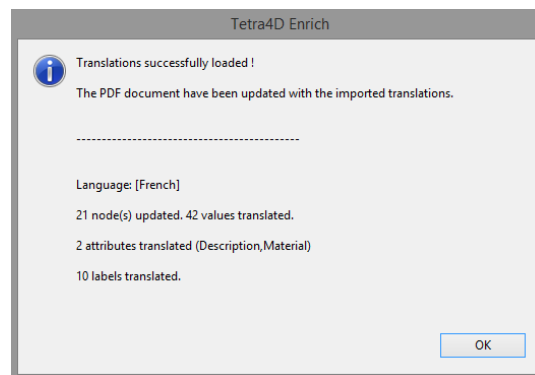 Tetra4D Enrich
Translations successfully loaded !
The PDF document have been updated with the imported translations.
--------------------------------------------
Language: [French]
21 node(s) updated. 42 values translated.
2 attributes translated (Description,Material)
10 labels translated.
OK